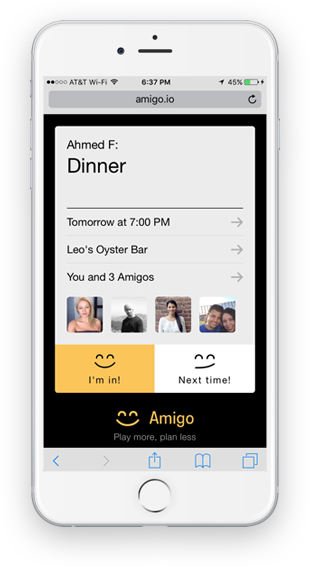 AT&T Wi-Fi 6:37 PM 45%
amigo.io
Ahmed F:
Dinner
Tomorrow at 7:00 PM
Leo's Oyster Bar
You and 3 Amigos
I'm in! Next time!
Amigo
Play more, plan less